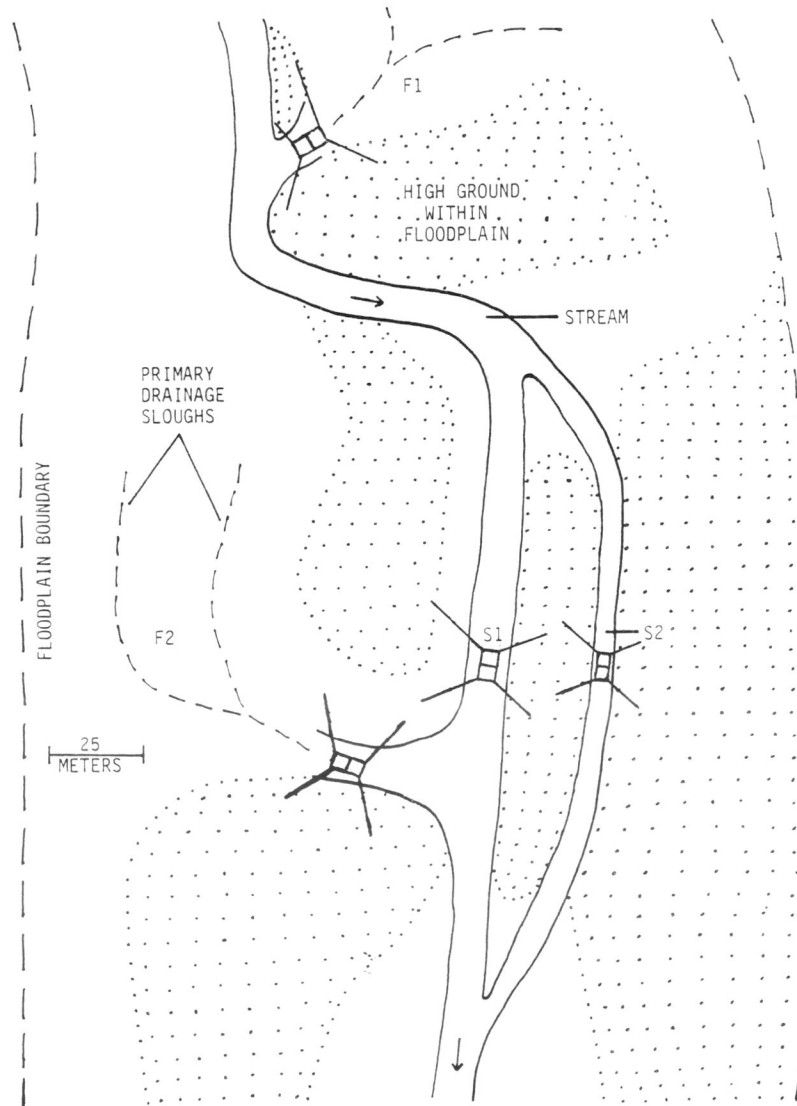 F1
HIGH GROUND
WITHIN
FLOODPLAIN
STREAM
PRIMARY
DRAINAGE
SLOUGHS
FLOODPLAIN BOUNDARY
F2
S1
S2
25
METERS